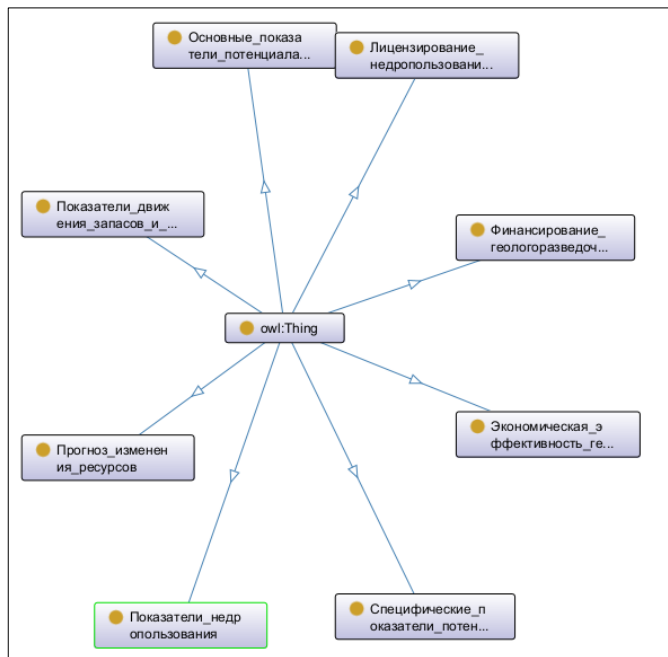 Основные_показа
тели_потенциала...
Лицензирование_
недропользовани...
Показатели_движ
ения_запасов_и_...
Финансирование_
геологоразведоч...
owl:Thing
Экономическая_э
ффективность_ге...
Прогноз_изменен
ия_ресурсов
Показатели_недр
опользования
Специфические_п
оказатели_потен...